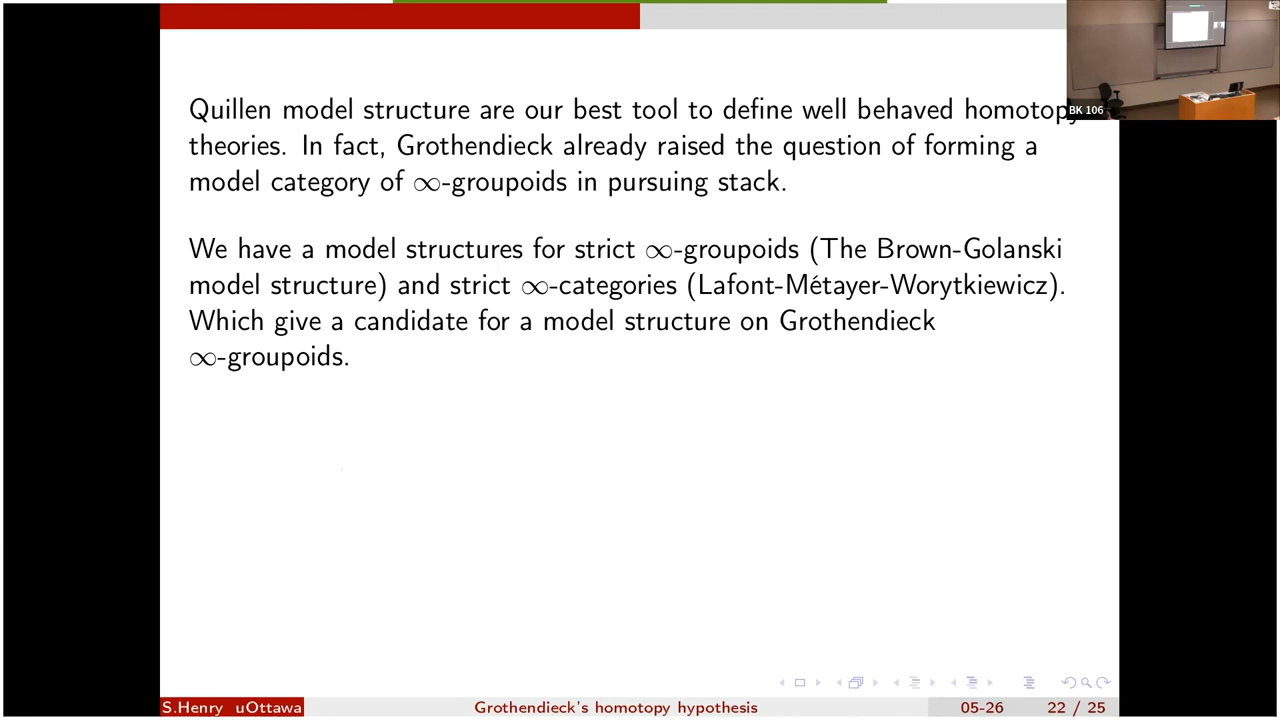 Quillen model structure are our best tool to define well behaved homotopy
theories. In fact, Grothendieck already raised the question of forming a
model category of ∞-groupoids in pursuing stack.
We have a model structures for strict ∞-groupoids (The Brown-Golanski
model structure) and strict ∞-categories (Lafont-Métayer-Worytkiewicz).
Which give a candidate for a model structure on Grothendieck
∞-groupoids.
BK 106
S.Henry uOttawa
Grothendieck's homotopy hypothesis
05-26
22 / 25